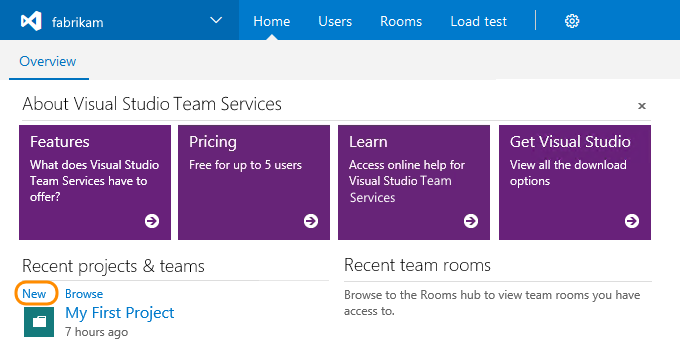 fabrikam
Home
Users
Rooms
Load test
Overview
About Visual Studio Team Services
Features
What does Visual Studio
Team Services have to
offer?
Pricing
Free for up to 5 users
Learn
Access online help for
Visual Studio Team
Services
Get Visual Studio
View all the download
options
Recent projects & teams
New
Browse
My First Project
7 hours ago
Recent team rooms
Browse to the Rooms hub to view team rooms you have
access to.